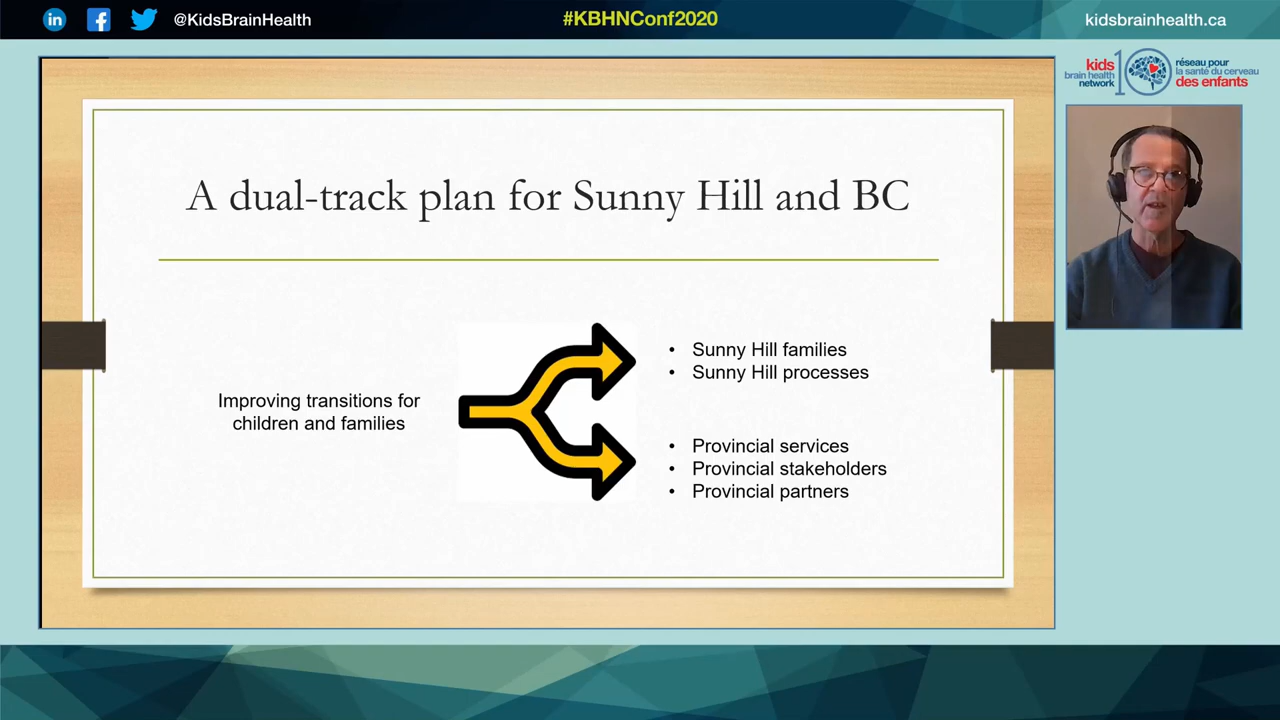 in
@KidsBrainHealth
#KBHNConf2020
kidsbrainhealth.ca
kids
brain health
network
10
réseau pour
la santé du cerveau
des enfants
A dual-track plan for Sunny Hill and BC
Improving transitions for
children and families
• Sunny Hill families
• Sunny Hill processes
• Provincial services
• Provincial stakeholders
• Provincial partners